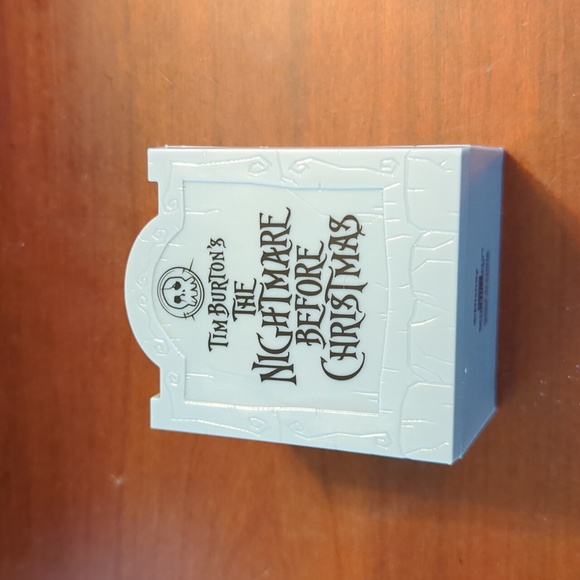 TIM BURTON'S
THE
NIGHTMARE
BEFORE
CHRISTMAS